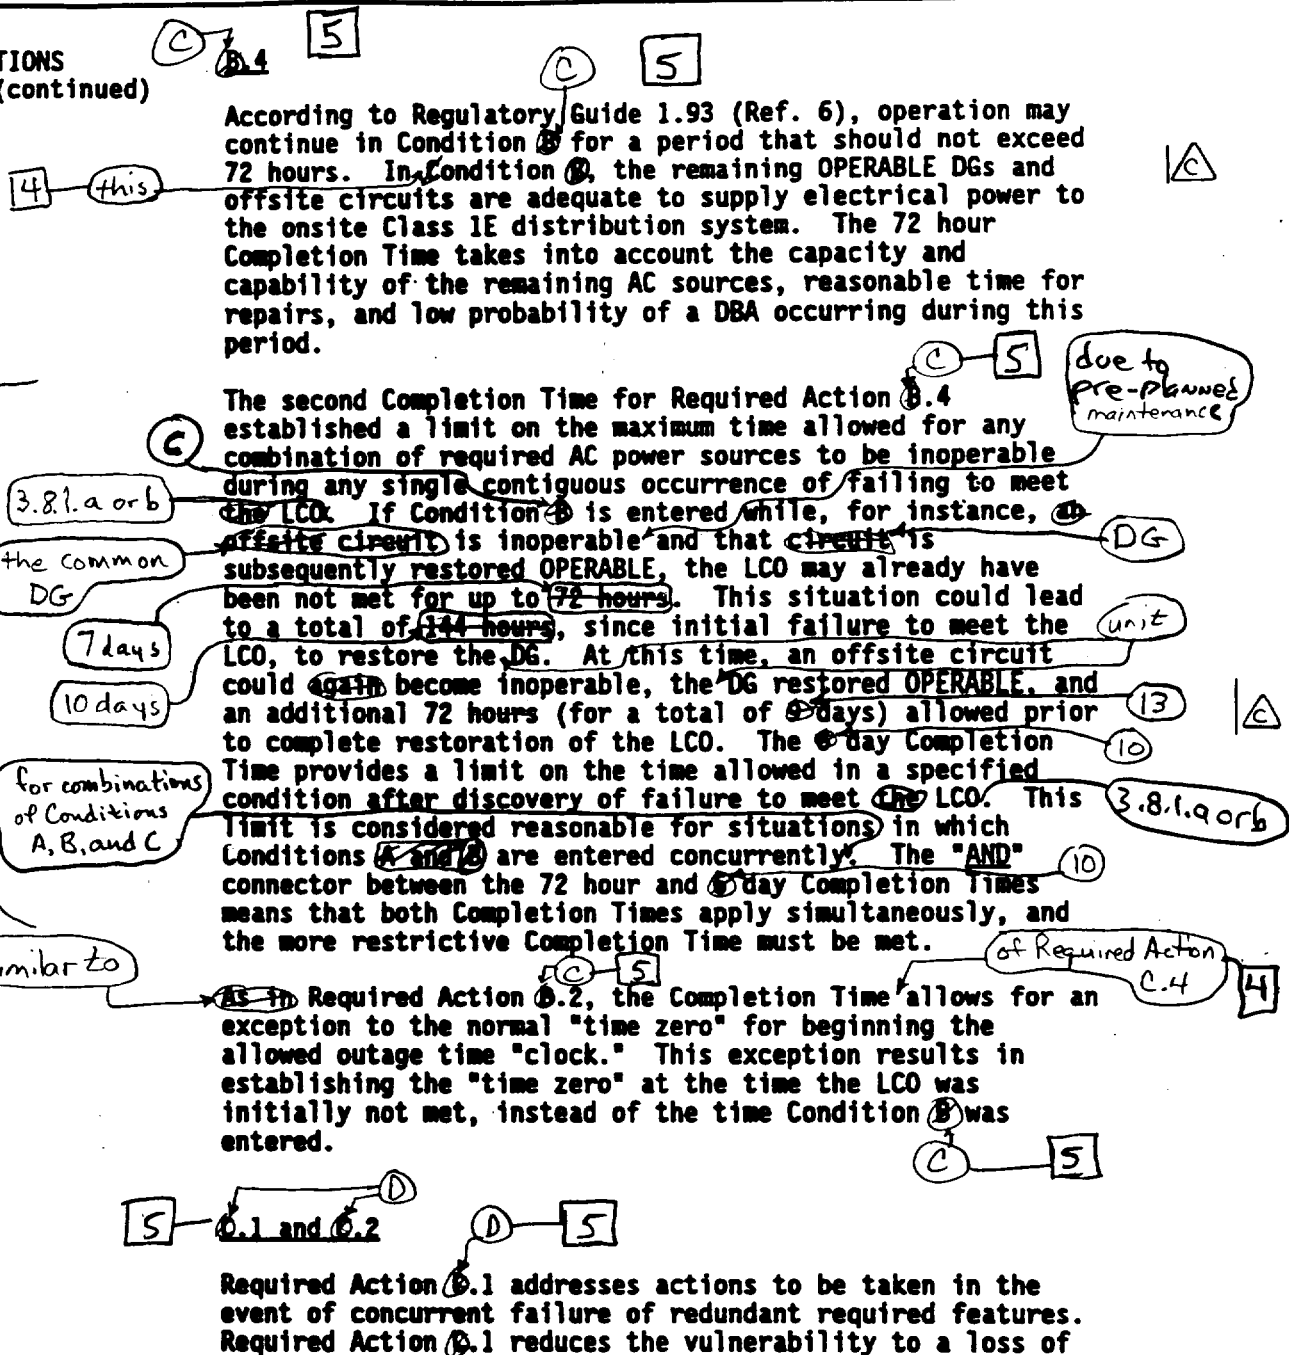 C 5
TIONS B.4
(continued)
C 5
According to Regulatory Guide 1.93 (Ref. 6), operation may
continue in Condition B for a period that should not exceed
72 hours. In Condition B, the remaining OPERABLE DGs and
4 this C
offsite circuits are adequate to supply electrical power to
the onsite Class 1E distribution system. The 72 hour
Completion Time takes into account the capacity and
capability of the remaining AC sources, reasonable time for
repairs, and low probability of a DBA occurring during this
period.
C 5
due to
pre-planned
maintenance
The second Completion Time for Required Action B.4
established a limit on the maximum time allowed for any
C
combination of required AC power sources to be inoperable
during any single contiguous occurrence of failing to meet
3.8.1.a or b
the LCO. If Condition B is entered while, for instance, an
offsite circuit is inoperable and that circuit is
DG
the common
DG
subsequently restored OPERABLE, the LCO may already have
been not met for up to 72 hours. This situation could lead
7 days
to a total of 144 hours, since initial failure to meet the
unit
LCO, to restore the DG. At this time, an offsite circuit
could again become inoperable, the DG restored OPERABLE, and
10 days
an additional 72 hours (for a total of 9 days) allowed prior
13 C
to complete restoration of the LCO. The 6 day Completion
10
Time provides a limit on the time allowed in a specified
for combinations
of Conditions
A, B, and C
condition after discovery of failure to meet the LCO. This
3.8.1.a or b
limit is considered reasonable for situations in which
Conditions A and B are entered concurrently. The "AND"
10
connector between the 72 hour and 6 day Completion Times
means that both Completion Times apply simultaneously, and
the more restrictive Completion Time must be met.
milar to
C 5
of Required Action
C.4
4
As in Required Action B.2, the Completion Time allows for an
exception to the normal "time zero" for beginning the
allowed outage time "clock." This exception results in
establishing the "time zero" at the time the LCO was
initially not met, instead of the time Condition B was
entered.
C 5
D
5 .1 and .2
D 5
Required Action .1 addresses actions to be taken in the
event of concurrent failure of redundant required features.
Required Action .1 reduces the vulnerability to a loss of